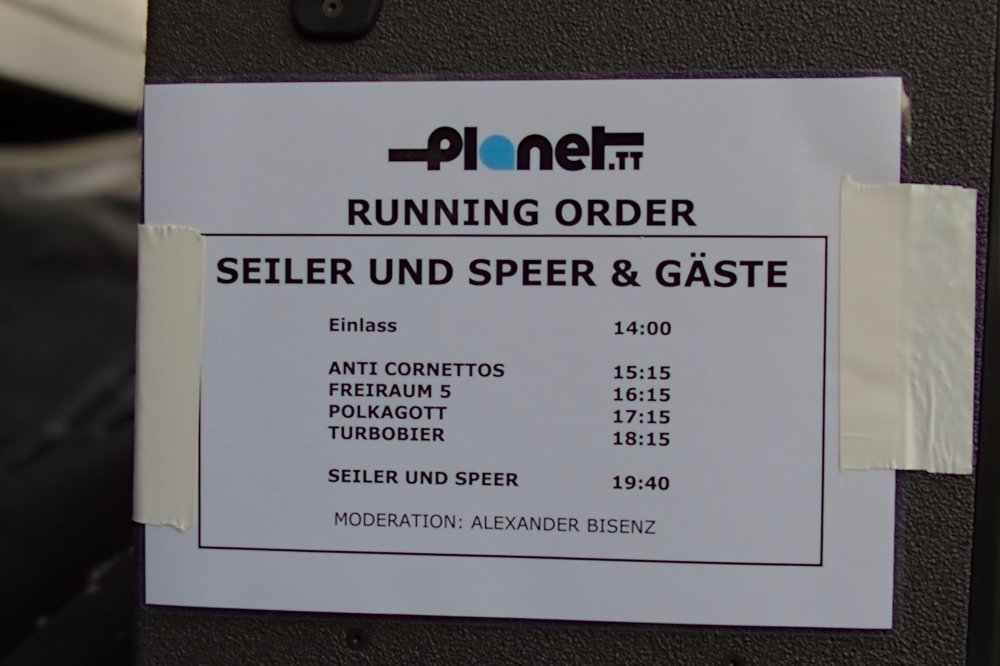 Planet.TT
RUNNING ORDER
SEILER UND SPEER & GÄSTE
Einlass 14:00
ANTI CORNETTOS 15:15
FREIRAUM 5 16:15
POLKAGOTT 17:15
TURBOBIER 18:15
SEILER UND SPEER 19:40
MODERATION: ALEXANDER BISENZ